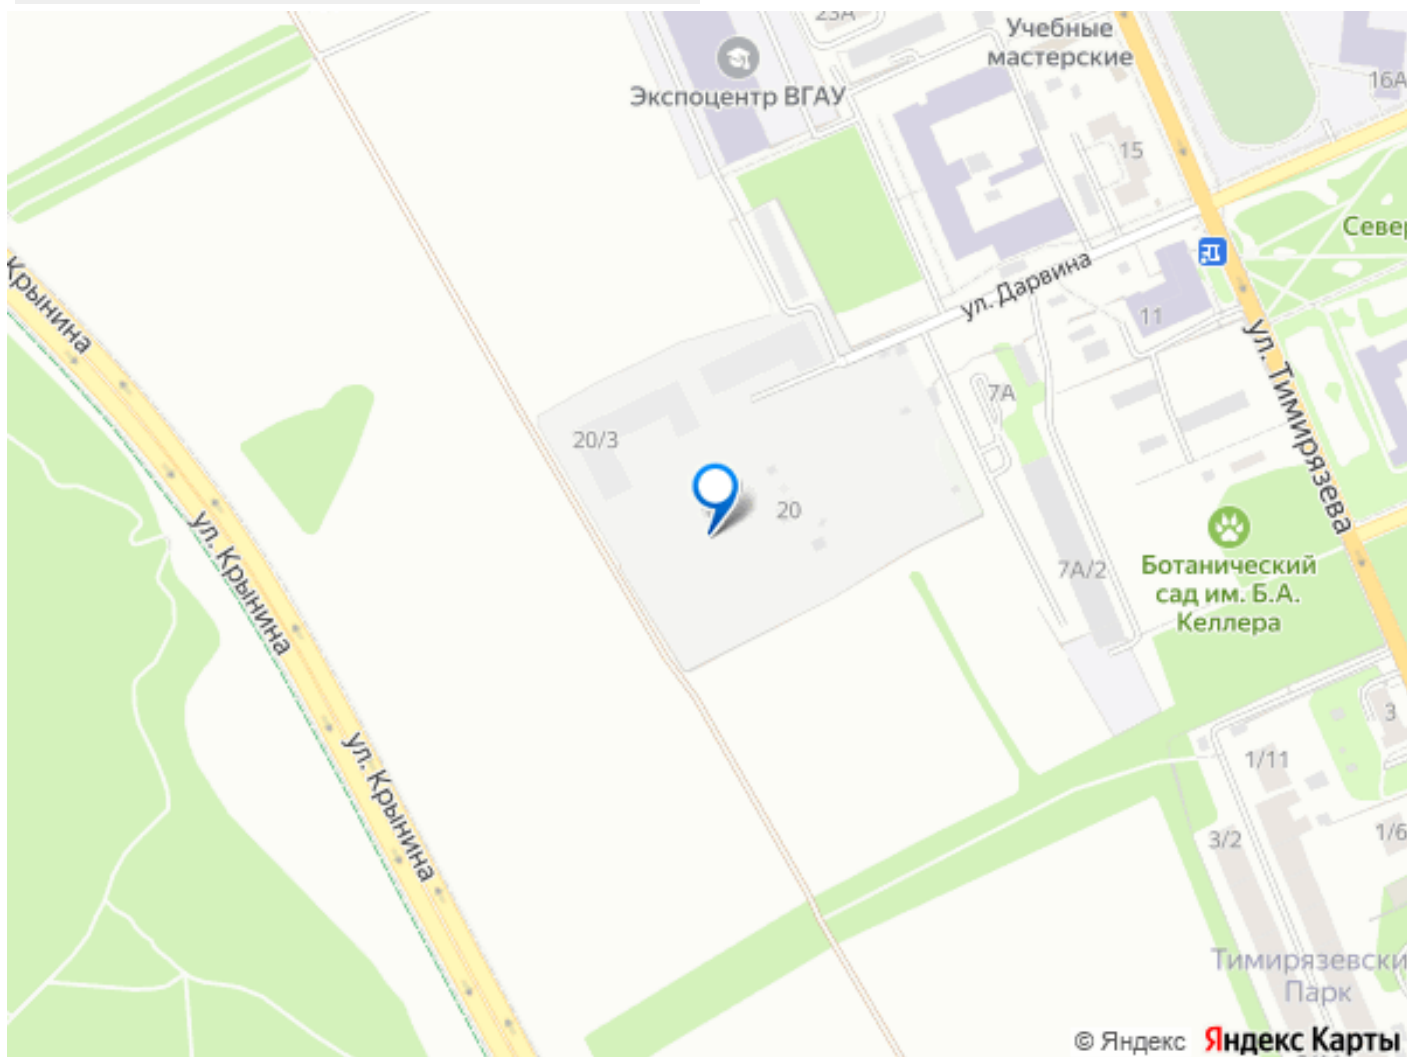 23А
Учебные
мастерские
Экспоцентр ВГАУ
16А
15
Север
ул. Дарвина
11
Крынина
ул. Тимирязева
7А
20/3
20
ул. Крынина
7А/2
Ботанический
сад им. Б.А.
Келлера
3
1/11
ул. Крынина
3/2
1/6
Тимирязевски
Парк
© Яндекс Яндекс Карты